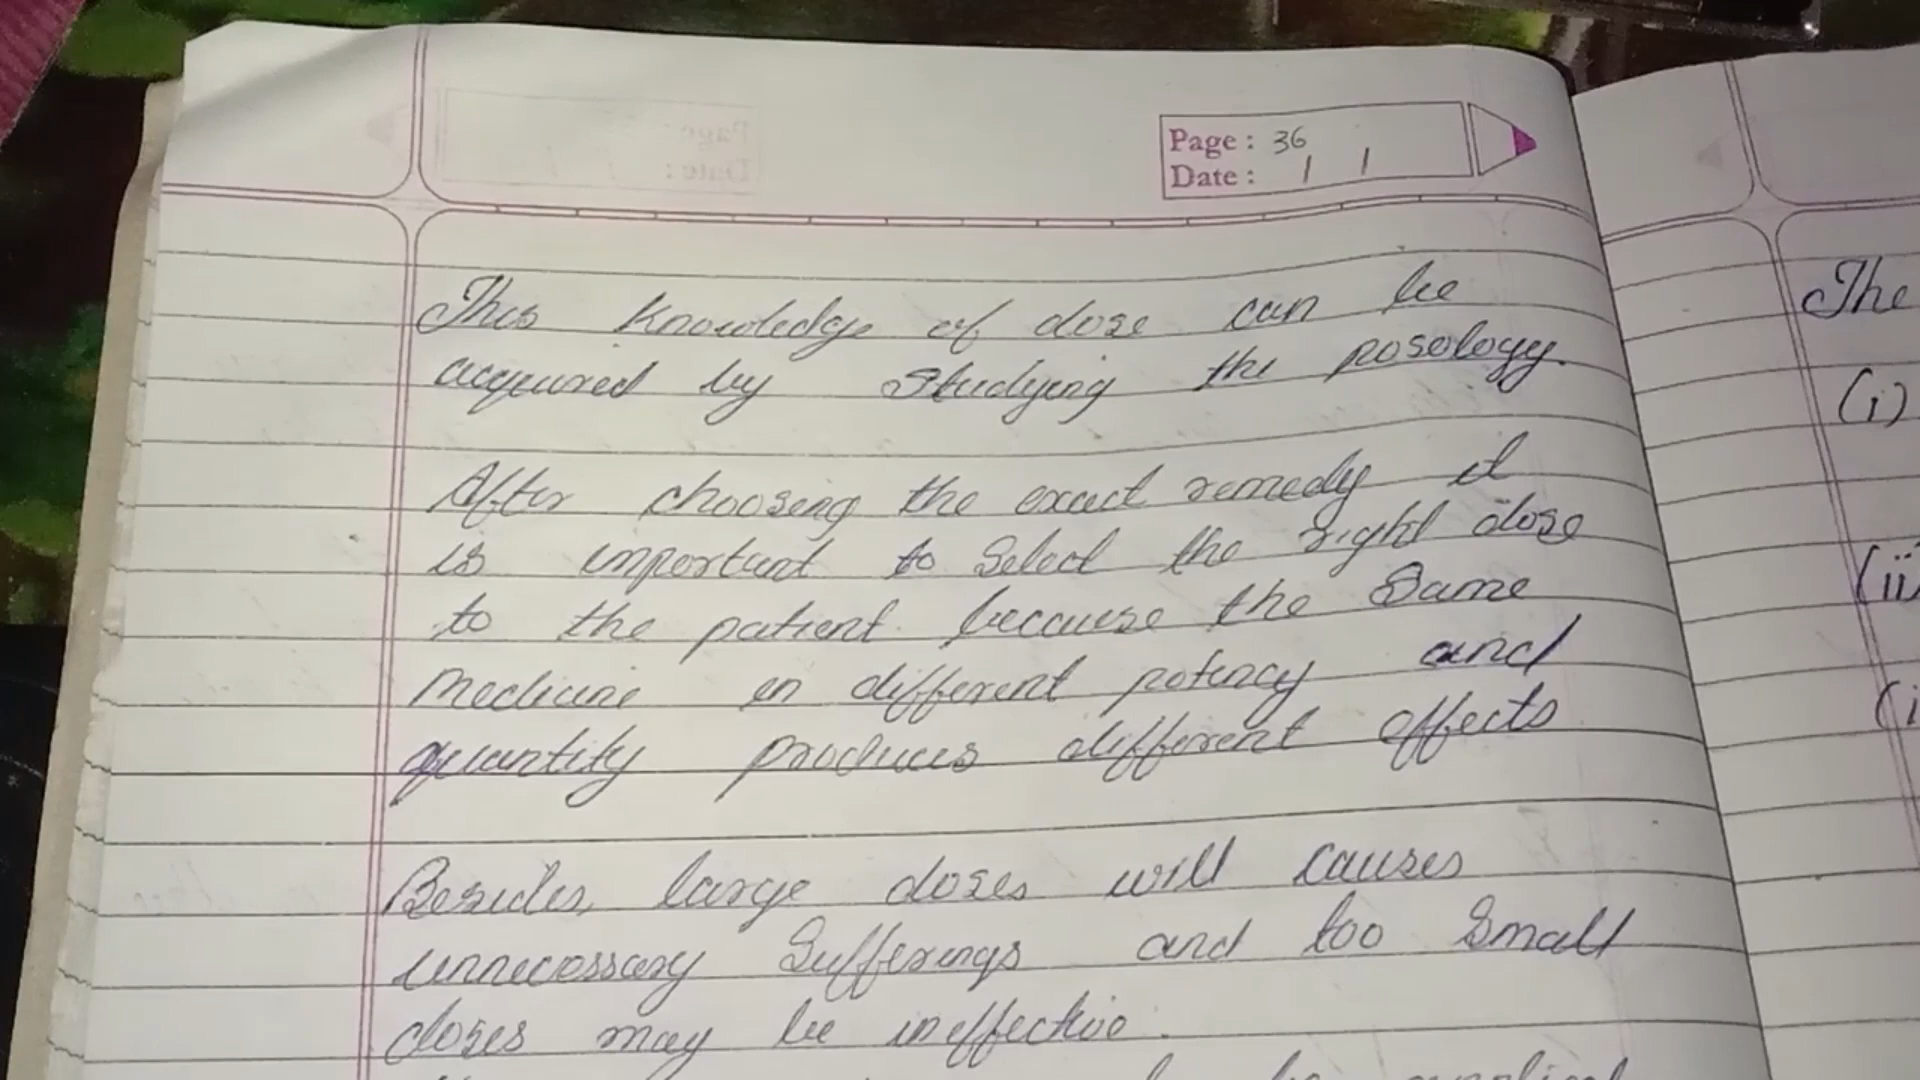 Page : 36
Date : / /
This knowledge of dose can be
acquired by studying the posology.
After choosing the exact remedy it
is important to select the right dose
to the patient because the same
medicine in different potency and
quantity produces different effects
Besides, large doses will causes
unnecessary sufferings and too small
doses may be ineffective.
be
The
(i)
(ii)